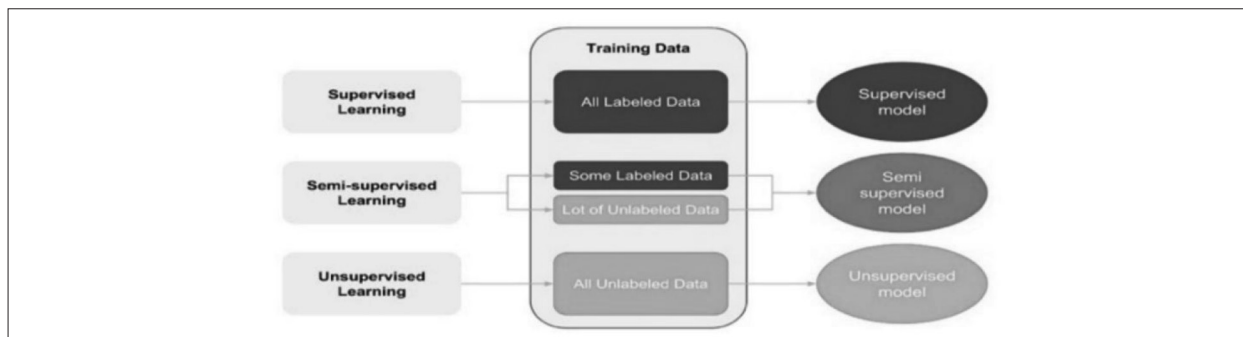 Training Data
Supervised
Learning
All Labeled Data
Supervised
model
Semi-supervised
Learning
Some Labeled Data
Lot of Unlabeled Data
Semi
supervised
model
Unsupervised
Learning
All Unlabeled Data
Unsupervised
model